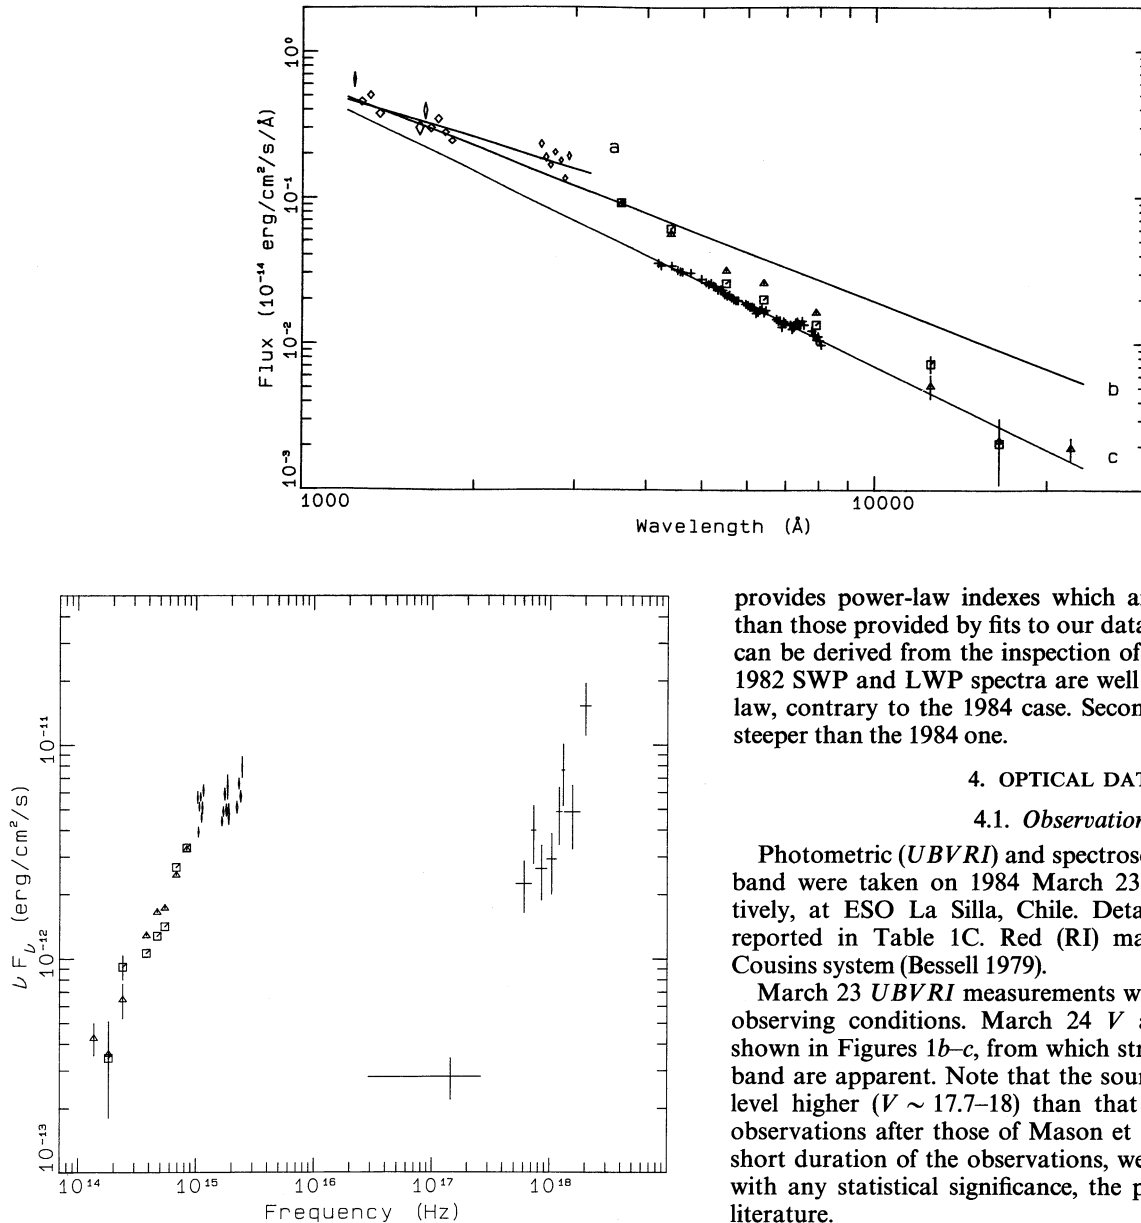 10⁰
10⁻¹
10⁻²
10⁻³
Flux (10⁻¹⁴ erg/cm²/s/Å)
a
b
c
1000
10000
Wavelength (Å)
10⁻¹¹
10⁻¹²
10⁻¹³
νFν (erg/cm²/s)
10¹⁴
10¹⁵
10¹⁶
10¹⁷
10¹⁸
Frequency (Hz)
provides power-law indexes which a
than those provided by fits to our data
can be derived from the inspection of
1982 SWP and LWP spectra are well
law, contrary to the 1984 case. Secon
steeper than the 1984 one.
4. OPTICAL DAT
4.1. Observation
Photometric (UBVRI) and spectros
band were taken on 1984 March 23
tively, at ESO La Silla, Chile. Deta
reported in Table 1C. Red (RI) ma
Cousins system (Bessell 1979).
March 23 UBVRI measurements w
observing conditions. March 24 V a
shown in Figures 1b–c, from which str
band are apparent. Note that the sour
level higher (V ~ 17.7–18) than that
observations after those of Mason et
short duration of the observations, we
with any statistical significance, the p
literature.